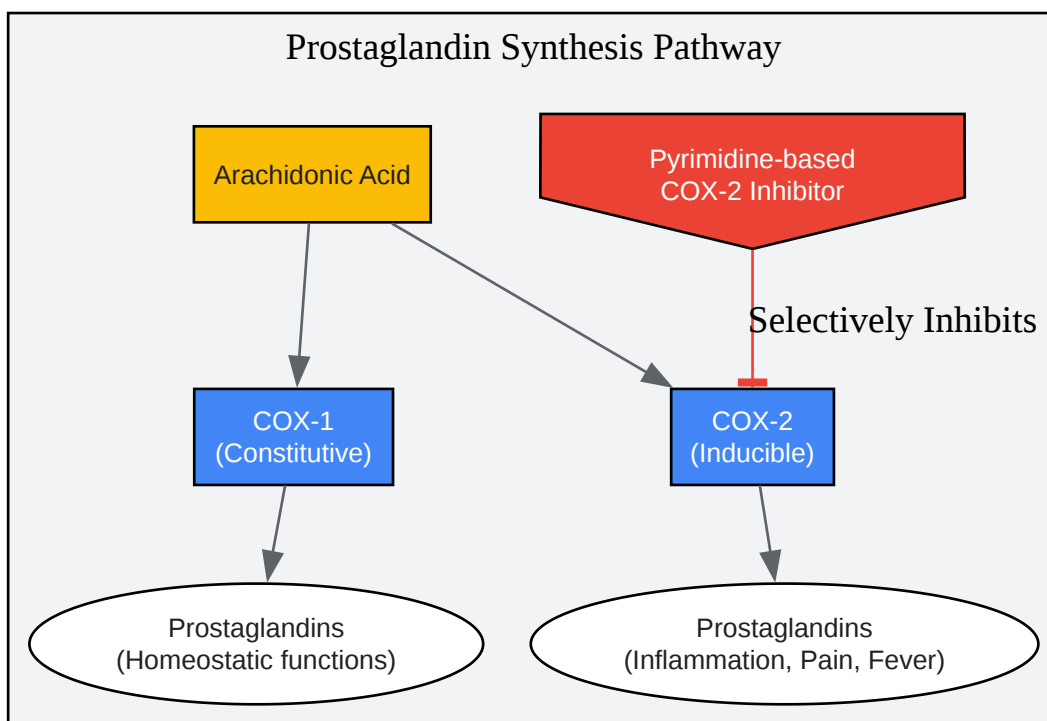 Prostaglandin Synthesis Pathway
Arachidonic Acid
Pyrimidine-based
COX-2 Inhibitor
Selectively Inhibits
COX-1
(Constitutive)
COX-2
(Inducible)
Prostaglandins
(Homeostatic functions)
Prostaglandins
(Inflammation, Pain, Fever)